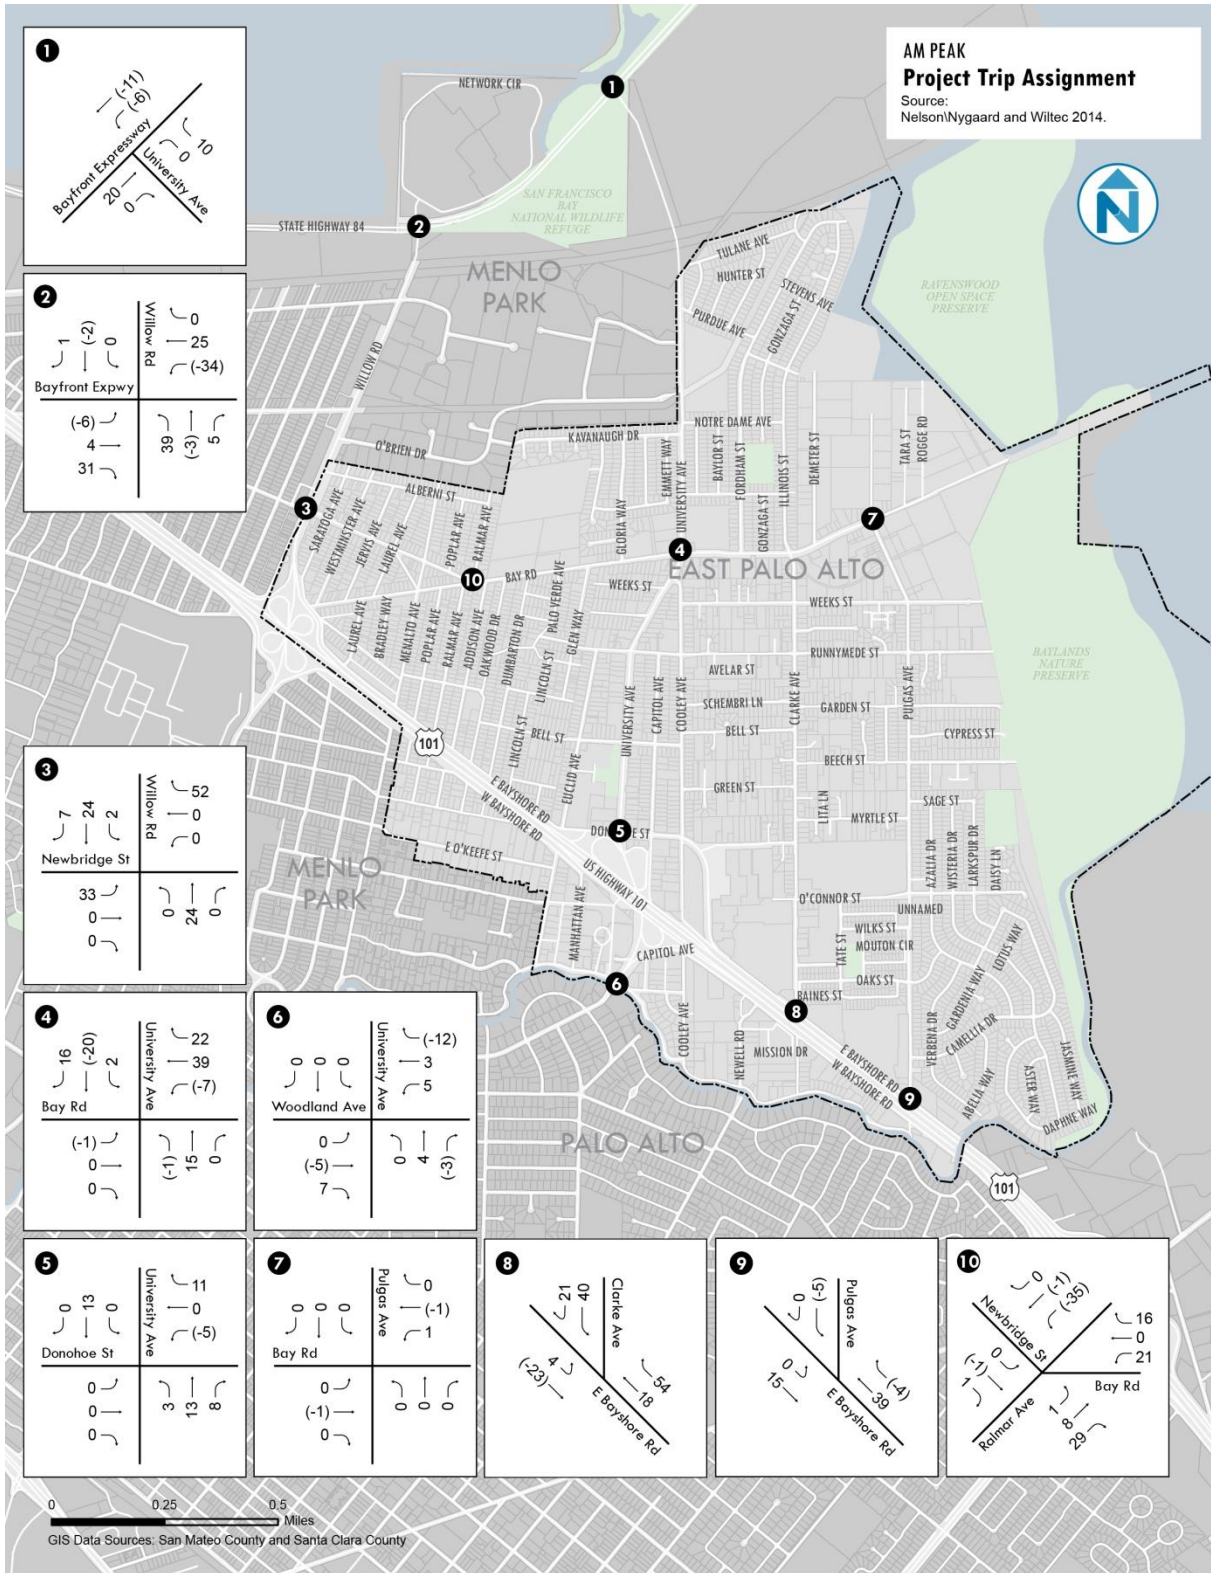 AM PEAK
Project Trip Assignment
Source:
Nelson\Nygaard and Wiltec 2014.
N
1
(-11)
(-6)
Bayfront Expressway
University Ave
10
0
20
0
2
1 (-2) 0
Willow Rd
0
25
(-34)
Bayfront Expwy
(-6)
4
31
39 (-3) 5
3
7 24 2
Willow Rd
52
0
0
Newbridge St
33
0
0
0 24 0
4
16 (-20) 2
University Ave
22
39
(-7)
Bay Rd
(-1)
0
0
(-1) 15 0
5
0 13 0
University Ave
11
0
(-5)
Donohoe St
0
0
0
3 13 8
6
0 0 0
University Ave
(-12)
3
5
Woodland Ave
0
(-5)
7
0 4 (-3)
7
0 0 0
Pulgas Ave
0
(-1)
1
Bay Rd
0
(-1)
0
0 0 0
8
21 40
Clarke Ave
4
(-23)
54
18
E Bayshore Rd
9
0 (-5)
Pulgas Ave
0
15
(-4)
39
E Bayshore Rd
10
0 (-1) (-35)
Newbridge St
16
0
21
0
(-1)
1
Bay Rd
Ralmar Ave
1
8
29
NETWORK CIR
1
STATE HIGHWAY 84
2
SAN FRANCISCO
BAY
NATIONAL WILDLIFE
REFUGE
MENLO
PARK
WILLOW RD
TULANE AVE
HUNTER ST
STEVENS AVE
PURDUE AVE
GONZAGA ST
RAVENSWOOD
OPEN SPACE
PRESERVE
O'BRIEN DR
KAVANAUGH DR
NOTRE DAME AVE
ALBERNI ST
3
SARATOGA AVE
WESTMINSTER AVE
JERVIS AVE
LAUREL AVE
POPLAR AVE
RALMAR AVE
GLORIA WAY
EMMETT WAY
UNIVERSITY AVE
BAYLOR ST
FORDHAM ST
GONZAGA ST
ILLINOIS ST
DEMETER ST
TARA ST
ROGGE RD
7
4
EAST PALO ALTO
10
BAY RD
WEEKS ST
WEEKS ST
LAUREL AVE
BRADLEY WAY
MENALTO AVE
POPLAR AVE
RALMAR AVE
ADDISON AVE
OAKWOOD DR
DUMBARTON DR
LINCOLN ST
PALO VERDE AVE
GLEN WAY
RUNNYMEDE ST
AVELAR ST
SCHEMBRI LN
GARDEN ST
BAYLANDS
NATURE
PRESERVE
UNIVERSITY AVE
CAPITOL AVE
COOLEY AVE
CLARKE AVE
PULGAS AVE
101
LINCOLN ST
BELL ST
BELL ST
CYPRESS ST
BEECH ST
EUCLID AVE
E BAYSHORE RD
W BAYSHORE RD
GREEN ST
LITA LN
SAGE ST
MYRTLE ST
5
E O'KEEFE ST
US HIGHWAY 101
MENLO
PARK
AZALIA DR
WISTERIA DR
LARKSPUR DR
DAISY LN
O'CONNOR ST
UNNAMED
MANHATTAN AVE
WILKS ST
MOUTON CIR
TATE ST
CAPITOL AVE
LOTUS WAY
6
OAKS ST
BAINES ST
8
GARDENIA WAY
CAMELLIA DR
VERBENA DR
COOLEY AVE
NEWELL RD
MISSION DR
E BAYSHORE RD
W BAYSHORE RD
9
ABELIA WAY
ASTER WAY
JASMINE WAY
DAPHNE WAY
PALO ALTO
101
0 0.25 0.5
Miles
GIS Data Sources: San Mateo County and Santa Clara County